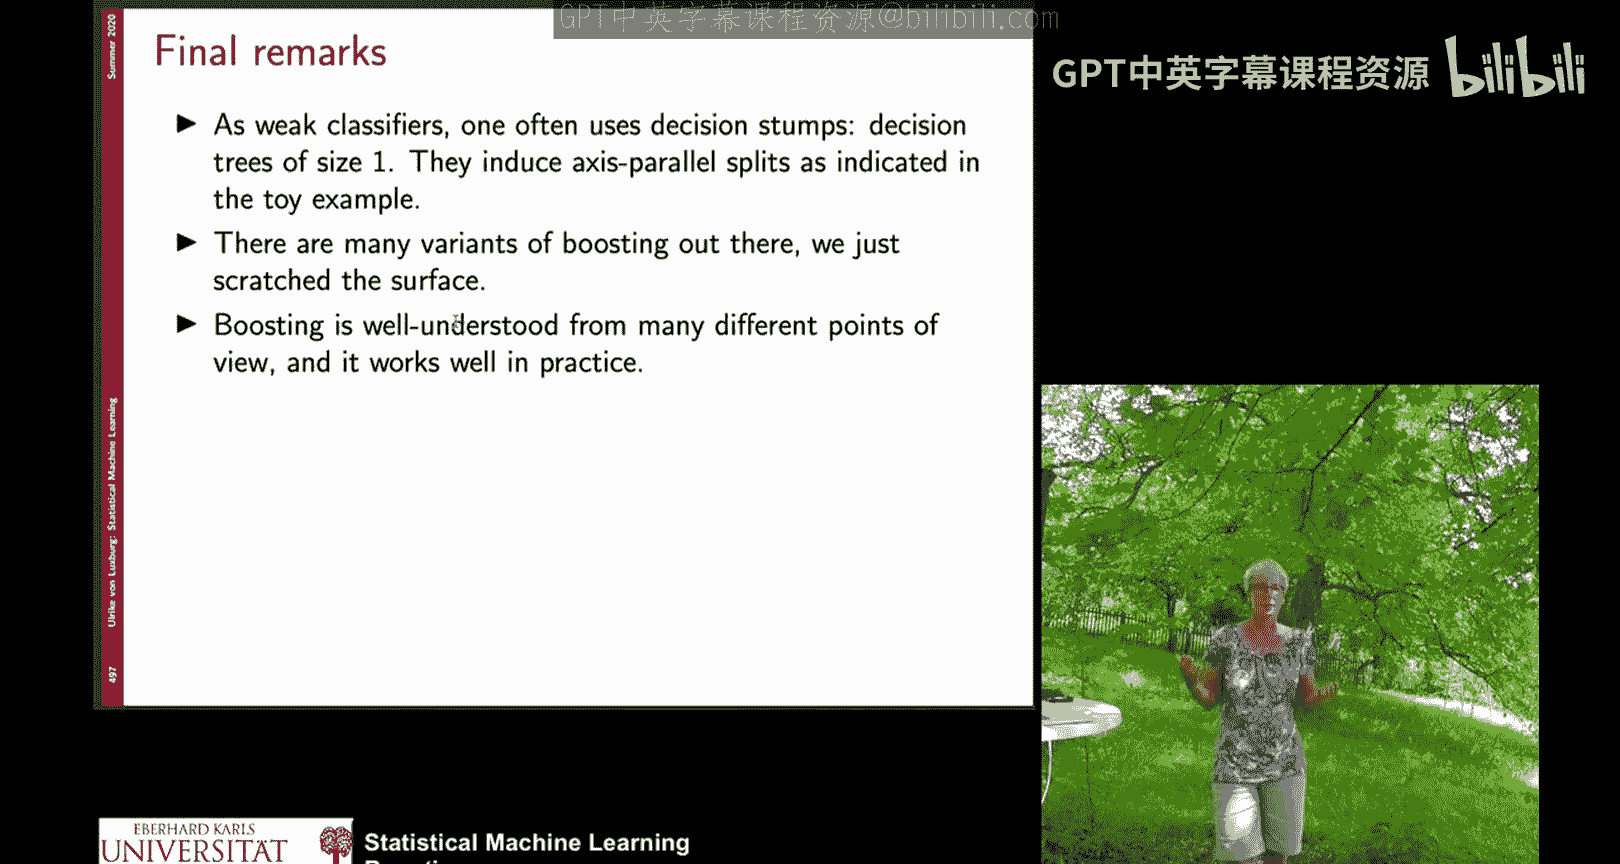 GPT中英字幕课程资源@bilibili.com
GPT中英字幕课程资源 bilibili
Summer 2020
Final remarks
As weak classifiers, one often uses decision stumps: decision
trees of size 1. They induce axis-parallel splits as indicated in
the toy example.
There are many variants of boosting out there, we just
scratched the surface.
Boosting is well-understood from many different points of
view, and it works well in practice.
Ulrike von Luxburg: Statistical Machine Learning
497
EBERHARD KARLS
UNIVERSITÄT
Statistical Machine Learning